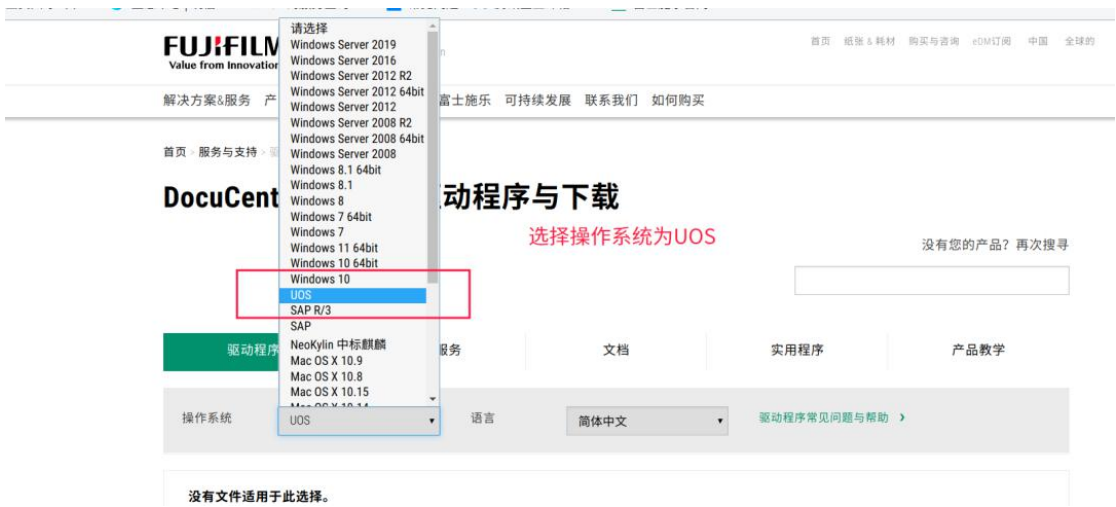 FUJIFILM
Value from Innovation
首页 纸张 & 耗材 购买与咨询 eDM订阅 中国 全球的
解决方案&服务 产 富士施乐 可持续发展 联系我们 如何购买
首页 > 服务与支持 >
DocuCent 动程序与下载
选择操作系统为UOS
没有您的产品？再次搜寻
请选择
Windows Server 2019
Windows Server 2016
Windows Server 2012 R2
Windows Server 2012 64bit
Windows Server 2012
Windows Server 2008 R2
Windows Server 2008 64bit
Windows Server 2008
Windows 8.1 64bit
Windows 8.1
Windows 8
Windows 7 64bit
Windows 7
Windows 11 64bit
Windows 10 64bit
Windows 10
UOS
SAP R/3
SAP
NeoKylin 中标麒麟
Mac OS X 10.9
Mac OS X 10.8
Mac OS X 10.15
Mac OS X 10.14
驱动程序 服务 文档 实用程序 产品教学
操作系统 UOS 语言 简体中文 驱动程序常见问题与帮助 >
没有文件适用于此选择。